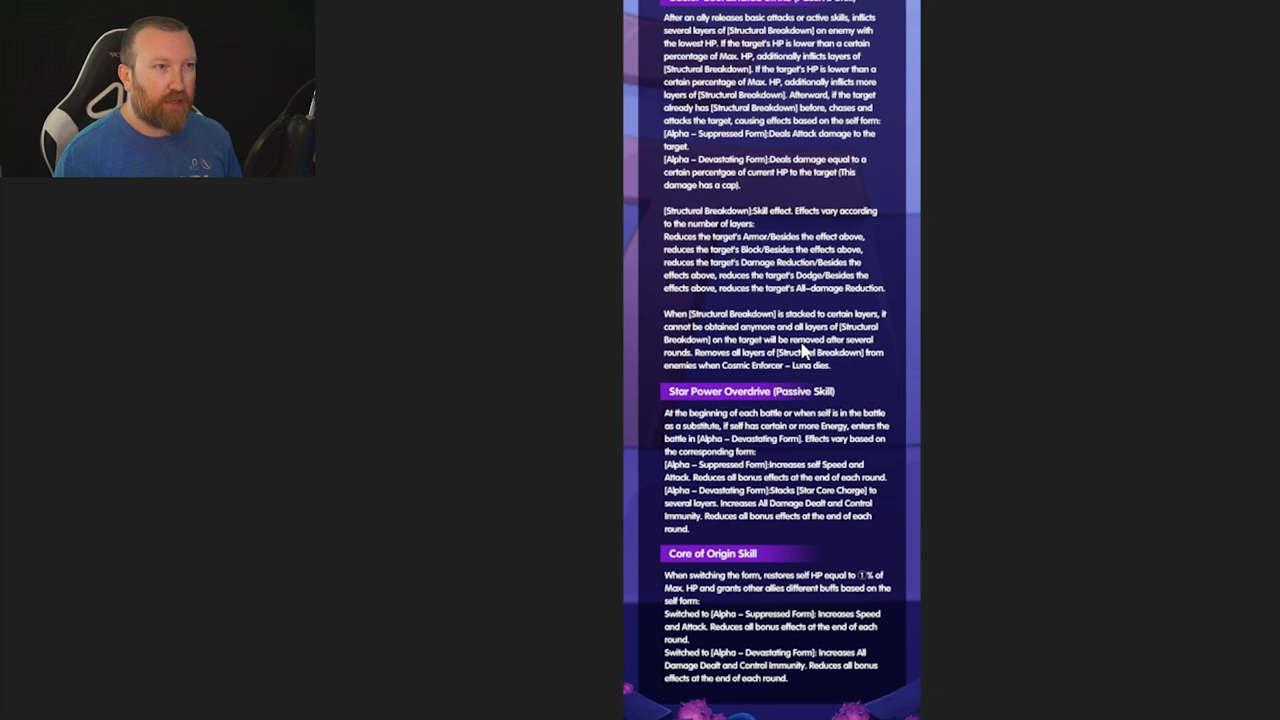 After an ally releases basic attacks or active skills, inflicts
several layers of [Structural Breakdown] on an enemy with
the lowest HP. If the target's HP is lower than a certain
percentage of Max. HP, additionally inflicts layers of
[Structural Breakdown]. If the target's HP is lower than a
certain percentage of Max. HP, additionally inflicts more
layers of [Structural Breakdown]. Afterward, if the target
already has [Structural Breakdown] before, chases and
attacks the target, causing effects based on the self form:
[Alpha – Suppressed Form]:Deals Attack damage to the
target.
[Alpha – Devastating Form]:Deals damage equal to a
certain percentgae of current HP to the target (This
damage has a cap).
[Structural Breakdown]:Skill effect. Effects vary according
to the number of layers:
Reduces the target's Armor/Besides the effect above,
reduces the target's Block/Besides the effects above,
reduces the target's Damage Reduction/Besides the
effects above, reduces the target's Dodge/Besides the
effects above, reduces the target's All-damage Reduction.
When [Structural Breakdown] is stacked to certain layers, it
cannot be obtained anymore and all layers of [Structural
Breakdown] on the target will be removed after several
rounds. Removes all layers of [Structural Breakdown] from
enemies when Cosmic Enforcer – Luna dies.
Star Power Overdrive (Passive Skill)
At the beginning of each battle or when self is in the battle
as a substitute, if self has certain or more Energy, enters the
battle in [Alpha – Devastating Form]. Effects vary based on
the corresponding form:
[Alpha – Suppressed Form]:Increases self Speed and
Attack. Reduces all bonus effects at the end of each round.
[Alpha – Devastating Form]:Stacks [Star Core Charge] to
several layers. Increases All Damage Dealt and Control
Immunity. Reduces all bonus effects at the end of each
round.
Core of Origin Skill
When switching the form, restores self HP equal to ①% of
Max. HP and grants other allies different buffs based on the
self form:
Switched to [Alpha – Suppressed Form]: Increases Speed
and Attack. Reduces all bonus effects at the end of each
round.
Switched to [Alpha – Devastating Form]: Increases All
Damage Dealt and Control Immunity. Reduces all bonus
effects at the end of each round.